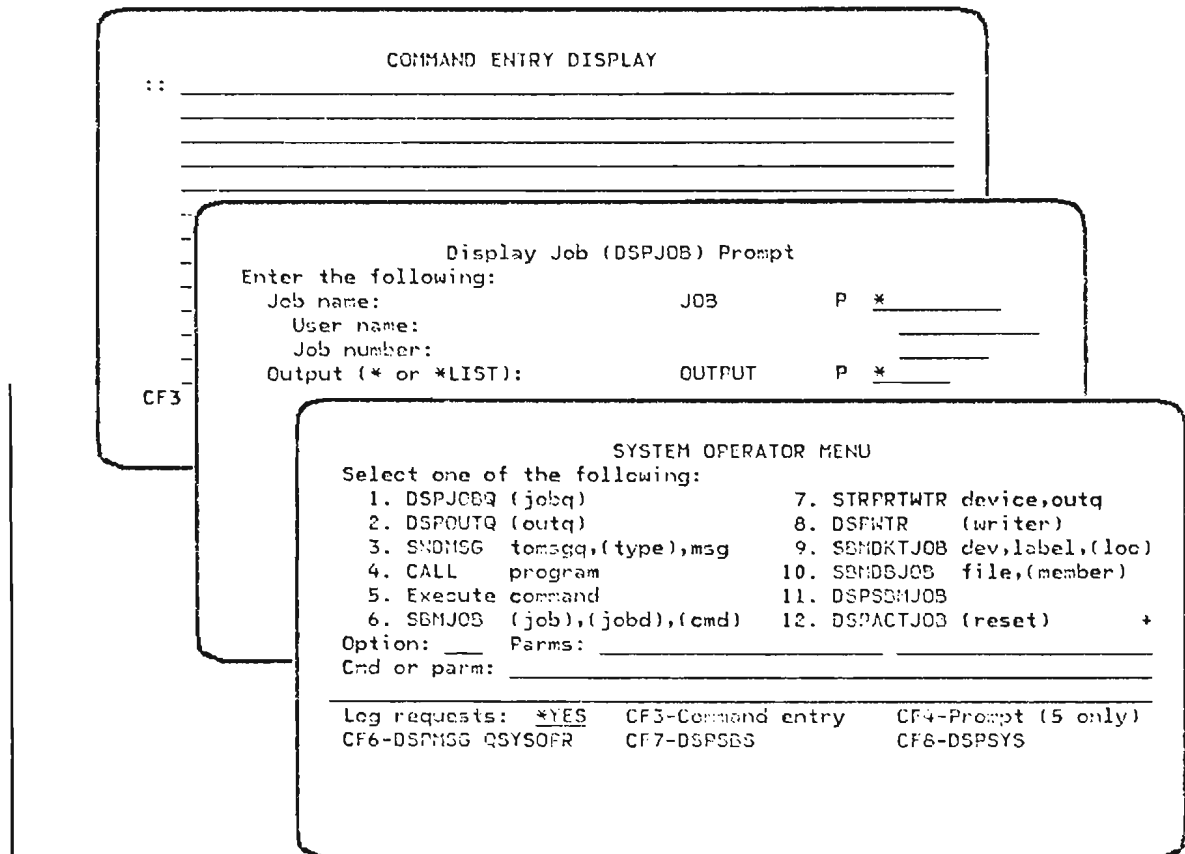 COMMAND ENTRY DISPLAY
::
CF3
Display Job (DSPJOB) Prompt
Enter the following:
Job name: JOB P *
User name:
Job number:
Output (* or *LIST): OUTPUT P *
SYSTEM OPERATOR MENU
Select one of the following:
1. DSPJOBQ (jobq) 7. STRPRTWTR device,outq
2. DSPOUTQ (outq) 8. DSPWTR (writer)
3. SNDMSG tomsgq,(type),msg 9. SBMDKTJOB dev,label,(loc)
4. CALL program 10. SBMDBJOB file,(member)
5. Execute command 11. DSPSBMJOB
6. SBMJOB (job),(jobd),(cmd) 12. DSPACTJOB (reset) +
Option: Parms:
Cmd or parm:
Log requests: *YES CF3-Command entry CF4-Prompt (5 only)
CF6-DSPMSG QSYSOPR CF7-DSPSBS CF8-DSPSYS